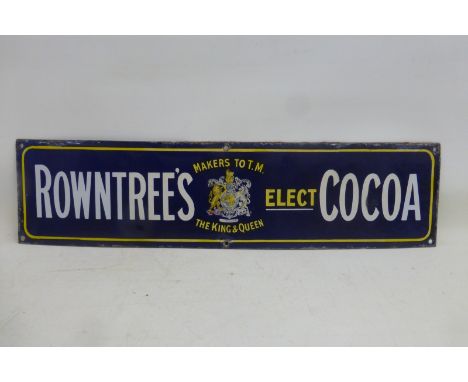 ROWNTREE'S
MAKERS TO T.M.
THE KING & QUEEN
ELECT COCOA